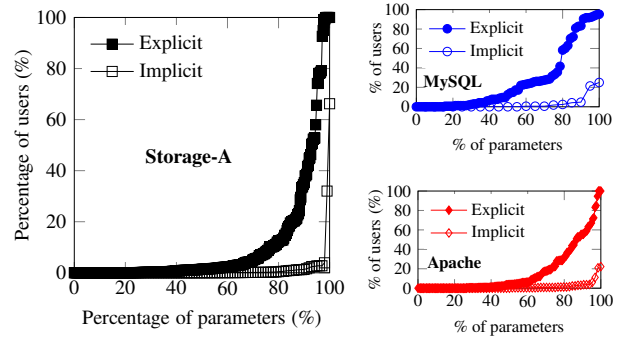 100
80
60
40
20
0
Percentage of users (%)
Explicit
Implicit
Storage-A
0 20 40 60 80 100
Percentage of parameters (%)
100
80
60
40
20
0
% of users
Explicit
Implicit
MySQL
0 20 40 60 80 100
% of parameters
100
80
60
40
20
0
% of users (%)
Explicit
Implicit
Apache
0 20 40 60 80 100
% of parameters